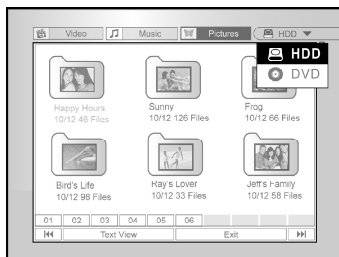 Video Music Pictures HDD
HDD
DVD
Happy Hours Sunny Frog
10/12 46 Files 10/12 126 Files 10/12 66 Files
Bird's Life Kay's Lover Jeff's Family
10/12 98 Files 10/12 33 Files 10/12 58 Files
01 02 03 04 05 06
Text View Exit